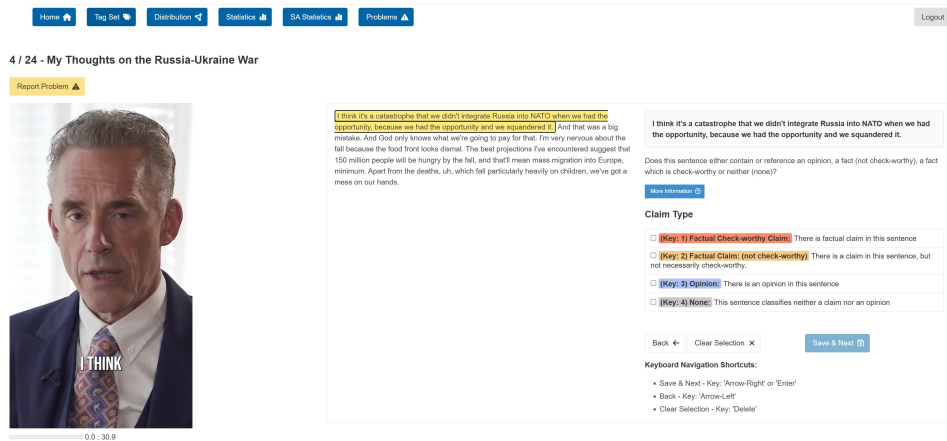 Home
Tag Set
Distribution
Statistics
SA Statistics
Problems
Logout
4 / 24 - My Thoughts on the Russia-Ukraine War
Report Problem
I THINK
0.0 : 30.9
I think it's a catastrophe that we didn't integrate Russia into NATO when we had the
opportunity, because we had the opportunity and we squandered it. And that was a big
mistake. And God only knows what we're going to pay for that. I'm very nervous about the
fall because the food front looks dismal. The best projections I've encountered suggest that
150 million people will be hungry by the fall, and that'll mean mass migration into Europe,
minimum. Apart from the deaths, uh, which fall particularly heavily on children, we've got a
mess on our hands.
I think it's a catastrophe that we didn't integrate Russia into NATO when we had
the opportunity, because we had the opportunity and we squandered it.
Does this sentence either contain or reference an opinion, a fact (not check-worthy), a fact
which is check-worthy or neither (none)?
More Information
Claim Type
(Key: 1) Factual Check-worthy Claim: There is factual claim in this sentence
(Key: 2) Factual Claim: (not check-worthy) There is a claim in this sentence, but
not necessarily check-worthy.
(Key: 3) Opinion: There is an opinion in this sentence
(Key: 4) None: This sentence classifies neither a claim nor an opinion
Back
Clear Selection
Save & Next
Keyboard Navigation Shortcuts:
Save & Next - Key: 'Arrow-Right' or 'Enter'
Back - Key: 'Arrow-Left'
Clear Selection - Key: 'Delete'